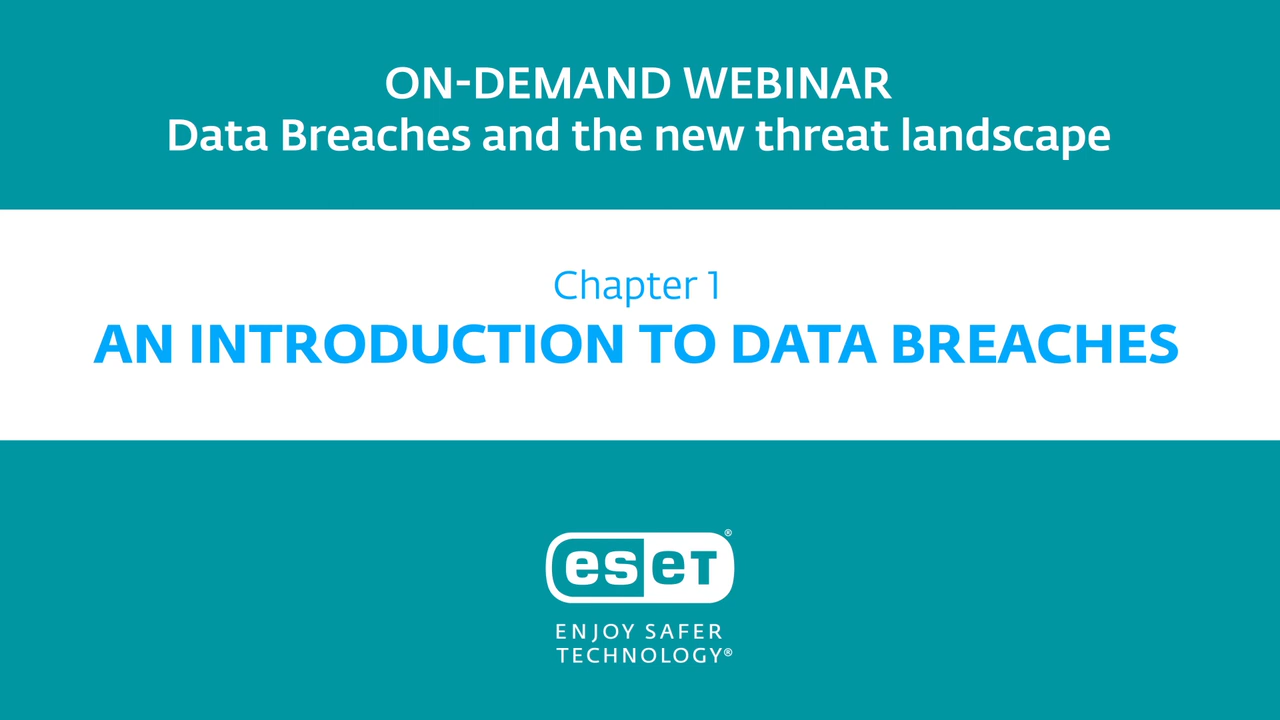 ON-DEMAND WEBINAR
Data Breaches and the new threat landscape
Chapter 1
AN INTRODUCTION TO DATA BREACHES
eseT®
ENJOY SAFER
TECHNOLOGY®